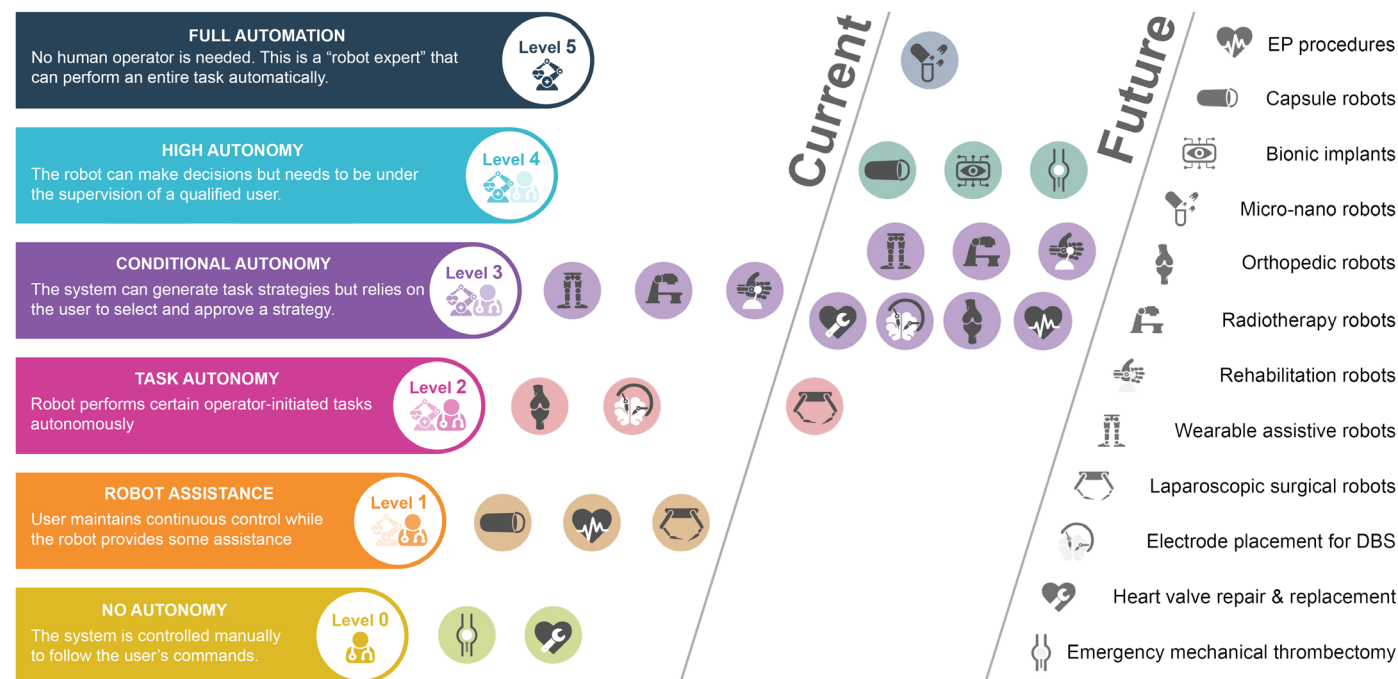 FULL AUTOMATION
No human operator is needed. This is a “robot expert” that
can perform an entire task automatically.
Level 5
HIGH AUTONOMY
The robot can make decisions but needs to be under
the supervision of a qualified user.
Level 4
CONDITIONAL AUTONOMY
The system can generate task strategies but relies on
the user to select and approve a strategy.
Level 3
TASK AUTONOMY
Robot performs certain operator-initiated tasks
autonomously
Level 2
ROBOT ASSISTANCE
User maintains continuous control while
the robot provides some assistance
Level 1
NO AUTONOMY
The system is controlled manually
to follow the user’s commands.
Level 0
Current
Future
EP procedures
Capsule robots
Bionic implants
Micro-nano robots
Orthopedic robots
Radiotherapy robots
Rehabilitation robots
Wearable assistive robots
Laparoscopic surgical robots
Electrode placement for DBS
Heart valve repair & replacement
Emergency mechanical thrombectomy